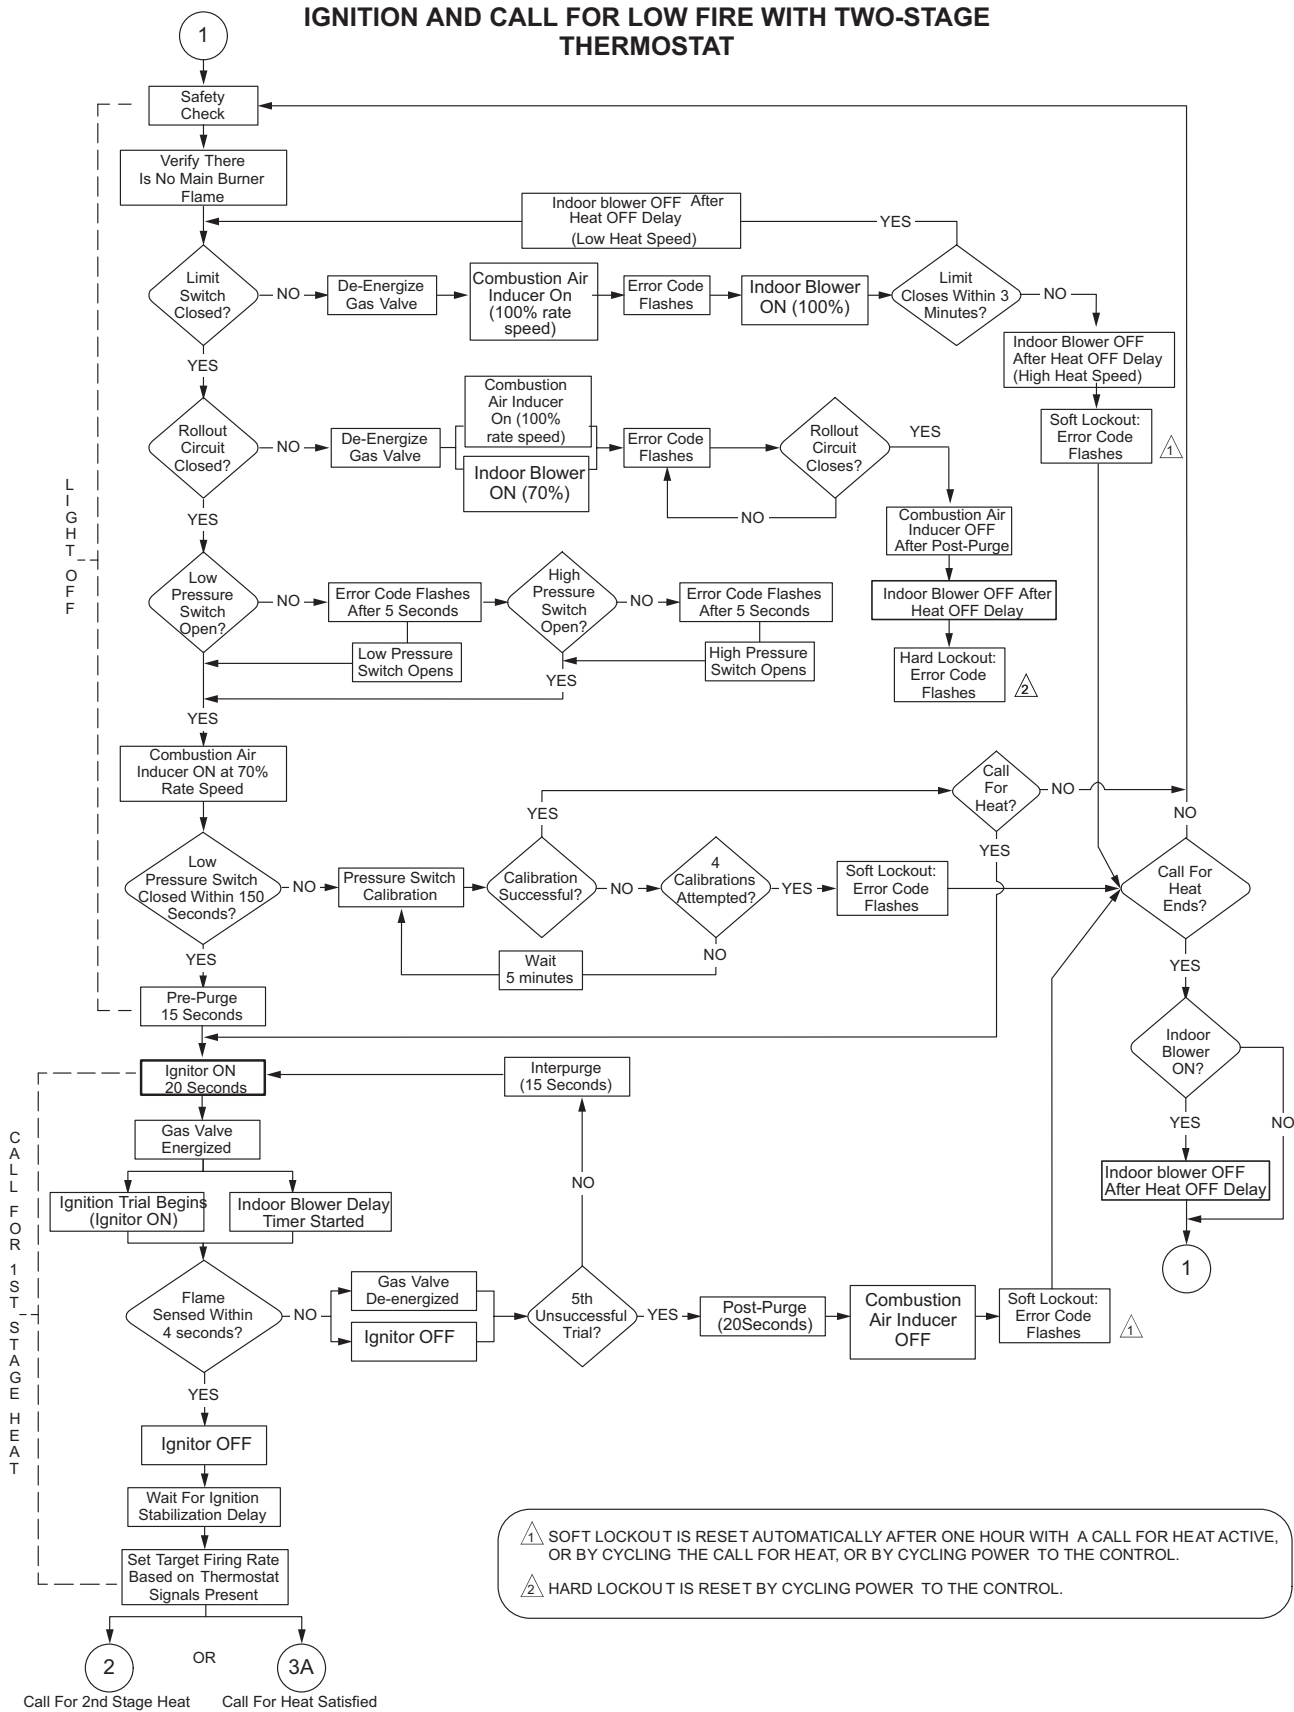 IGNITION AND CALL FOR LOW FIRE WITH TWO-STAGE
THERMOSTAT
1
Safety
Check
Verify There
Is No Main Burner
Flame
Indoor blower OFF After
Heat OFF Delay
(Low Heat Speed)
YES
Limit
Switch
Closed?
NO
De-Energize
Gas Valve
Combustion Air
Inducer On
(100% rate
speed)
Error Code
Flashes
Indoor Blower
ON (100%)
Limit
Closes Within 3
Minutes?
NO
Indoor Blower OFF
After Heat OFF Delay
(High Heat Speed)
Soft Lockout:
Error Code
Flashes
1
YES
Rollout
Circuit
Closed?
NO
De-Energize
Gas Valve
Combustion
Air Inducer
On (100%
rate speed)
Indoor Blower
ON (70%)
Error Code
Flashes
Rollout
Circuit
Closes?
YES
NO
Combustion Air
Inducer OFF
After Post-Purge
Indoor Blower OFF After
Heat OFF Delay
Hard Lockout:
Error Code
Flashes
2
LIGHT OFF
YES
Low
Pressure
Switch
Open?
NO
Error Code Flashes
After 5 Seconds
Low Pressure
Switch Opens
High
Pressure
Switch
Open?
NO
Error Code Flashes
After 5 Seconds
High Pressure
Switch Opens
YES
YES
Combustion Air
Inducer ON at 70%
Rate Speed
Low
Pressure Switch
Closed Within 150
Seconds?
NO
Pressure Switch
Calibration
Calibration
Successful?
YES
NO
4
Calibrations
Attempted?
YES
Soft Lockout:
Error Code
Flashes
NO
Wait
5 minutes
Call
For
Heat?
NO
YES
NO
Call For
Heat
Ends?
YES
Indoor
Blower
ON?
YES
NO
Indoor blower OFF
After Heat OFF Delay
1
YES
Pre-Purge
15 Seconds
Ignitor ON
20 Seconds
Interpurge
(15 Seconds)
Gas Valve
Energized
Ignition Trial Begins
(Ignitor ON)
Indoor Blower Delay
Timer Started
CALL FOR 1ST STAGE HEAT
Flame
Sensed Within
4 seconds?
NO
Gas Valve
De-energized
Ignitor OFF
5th
Unsuccessful
Trial?
NO
YES
Post-Purge
(20Seconds)
Combustion
Air Inducer
OFF
Soft Lockout:
Error Code
Flashes
1
YES
Ignitor OFF
Wait For Ignition
Stabilization Delay
Set Target Firing Rate
Based on Thermostat
Signals Present
1 SOFT LOCKOUT IS RESET AUTOMATICALLY AFTER ONE HOUR WITH A CALL FOR HEAT ACTIVE,
OR BY CYCLING THE CALL FOR HEAT, OR BY CYCLING POWER TO THE CONTROL.
2 HARD LOCKOUT IS RESET BY CYCLING POWER TO THE CONTROL.
2
OR
3A
Call For 2nd Stage Heat
Call For Heat Satisfied